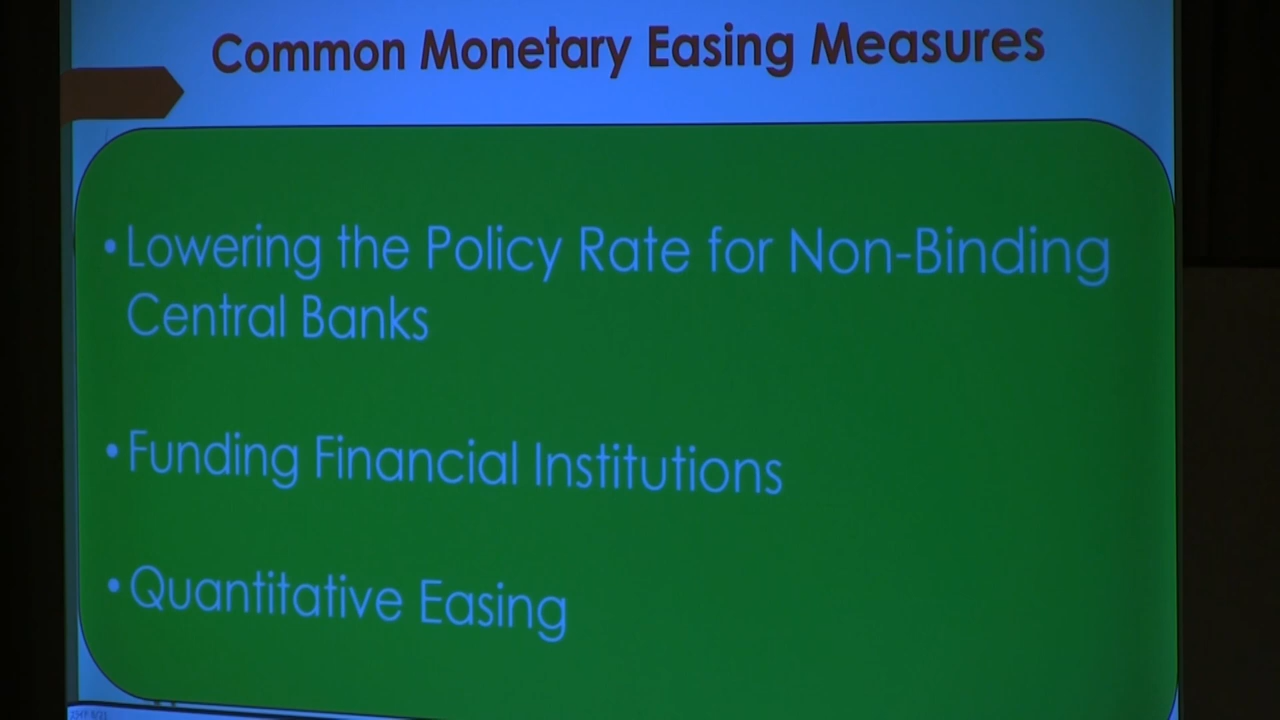 Common Monetary Easing Measures
• Lowering the Policy Rate for Non-Binding
Central Banks
• Funding Financial Institutions
• Quantitative Easing